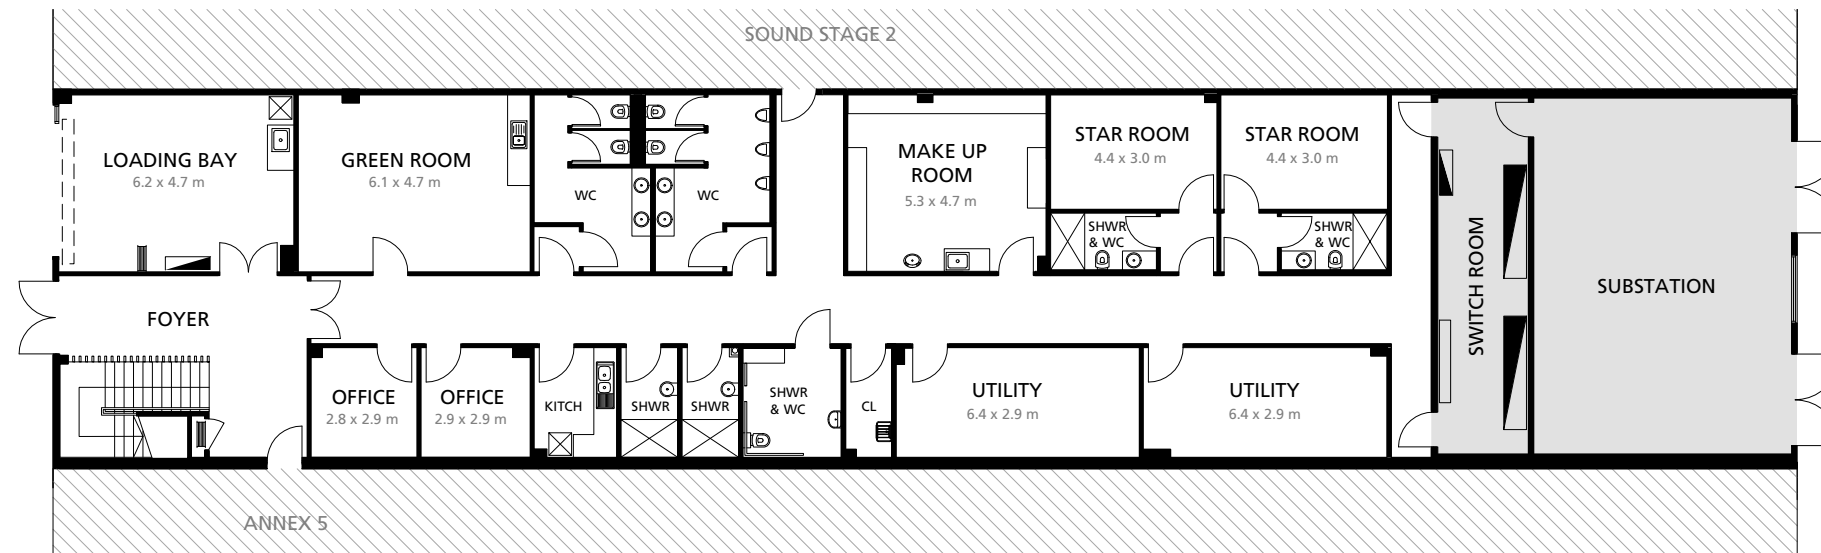 SOUND STAGE 2
LOADING BAY
6.2 x 4.7 m
GREEN ROOM
6.1 x 4.7 m
WC
WC
MAKE UP
ROOM
5.3 x 4.7 m
STAR ROOM
4.4 x 3.0 m
STAR ROOM
4.4 x 3.0 m
SHWR
& WC
SHWR
& WC
SWITCH ROOM
SUBSTATION
FOYER
OFFICE
2.8 x 2.9 m
OFFICE
2.9 x 2.9 m
KITCH
SHWR
SHWR
SHWR
& WC
CL
UTILITY
6.4 x 2.9 m
UTILITY
6.4 x 2.9 m
ANNEX 5